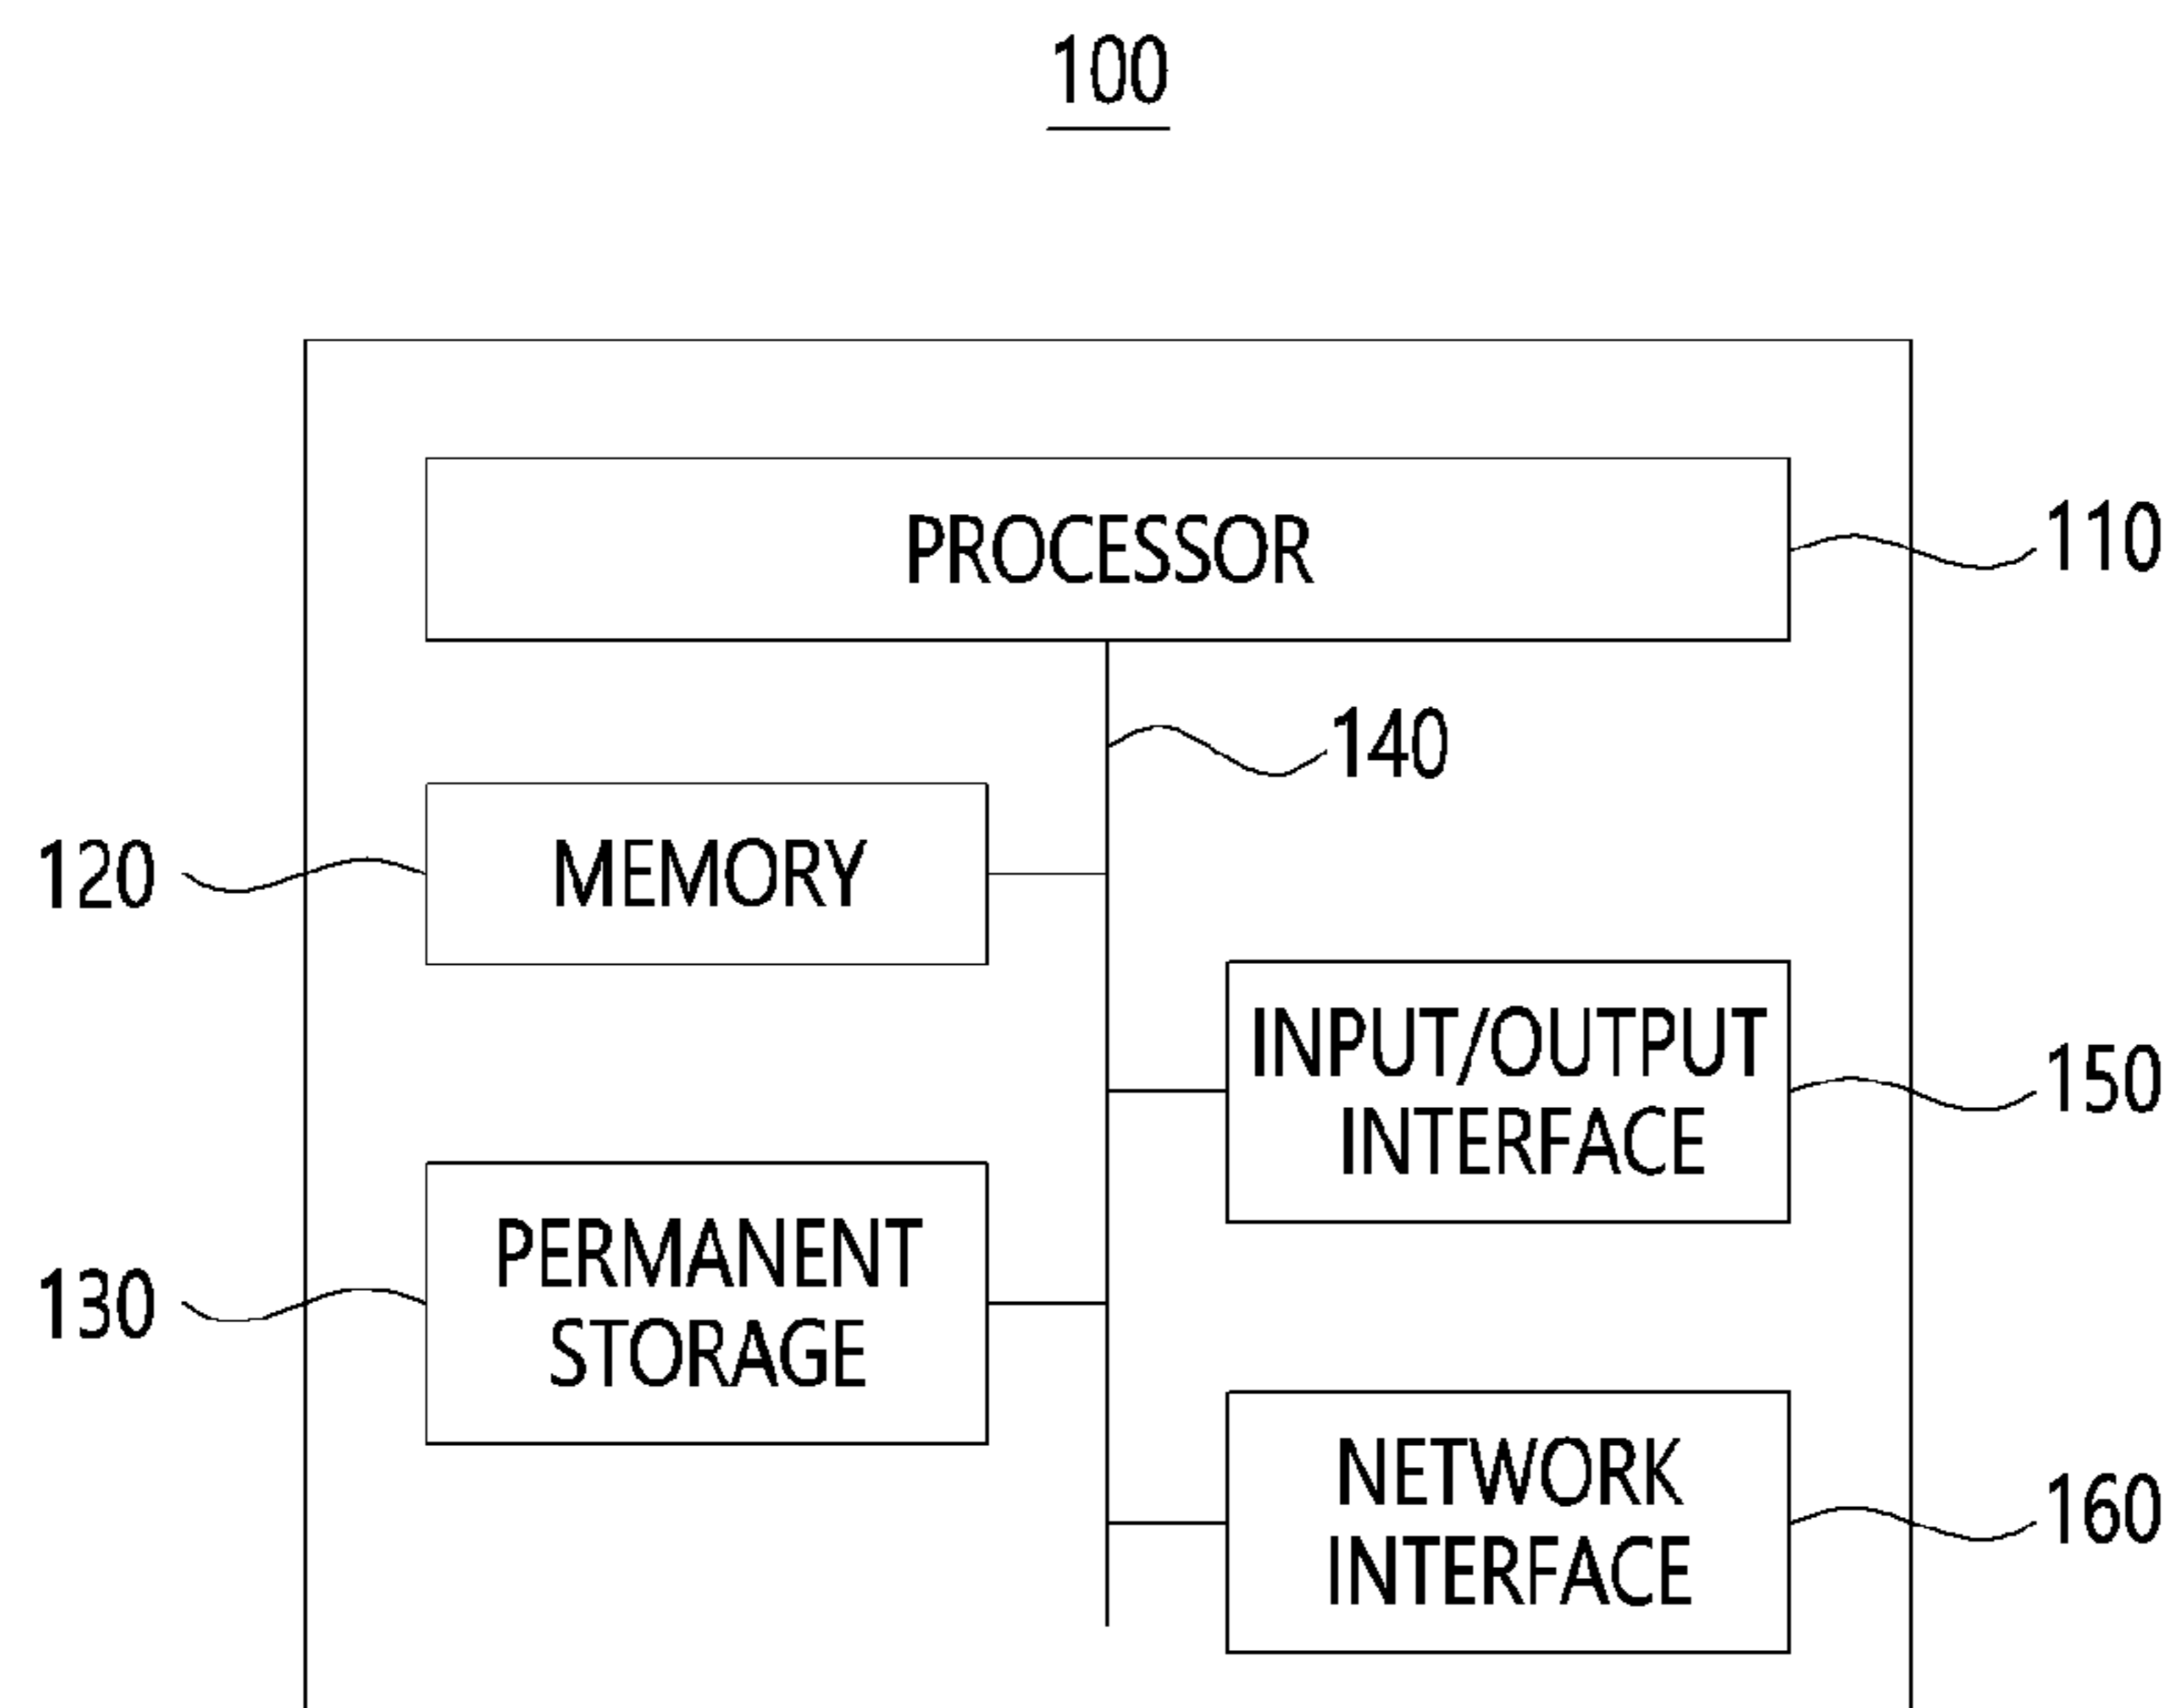 100
PROCESSOR
110
140
120
MEMORY
INPUT/OUTPUT
INTERFACE
150
130
PERMANENT
STORAGE
NETWORK
INTERFACE
160